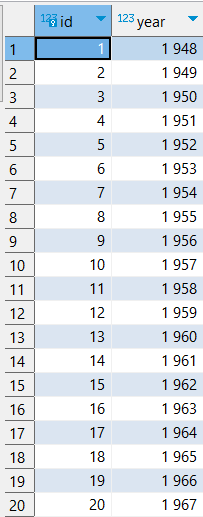 123 id 123 year
1 1 1 948
2 2 1 949
3 3 1 950
4 4 1 951
5 5 1 952
6 6 1 953
7 7 1 954
8 8 1 955
9 9 1 956
10 10 1 957
11 11 1 958
12 12 1 959
13 13 1 960
14 14 1 961
15 15 1 962
16 16 1 963
17 17 1 964
18 18 1 965
19 19 1 966
20 20 1 967